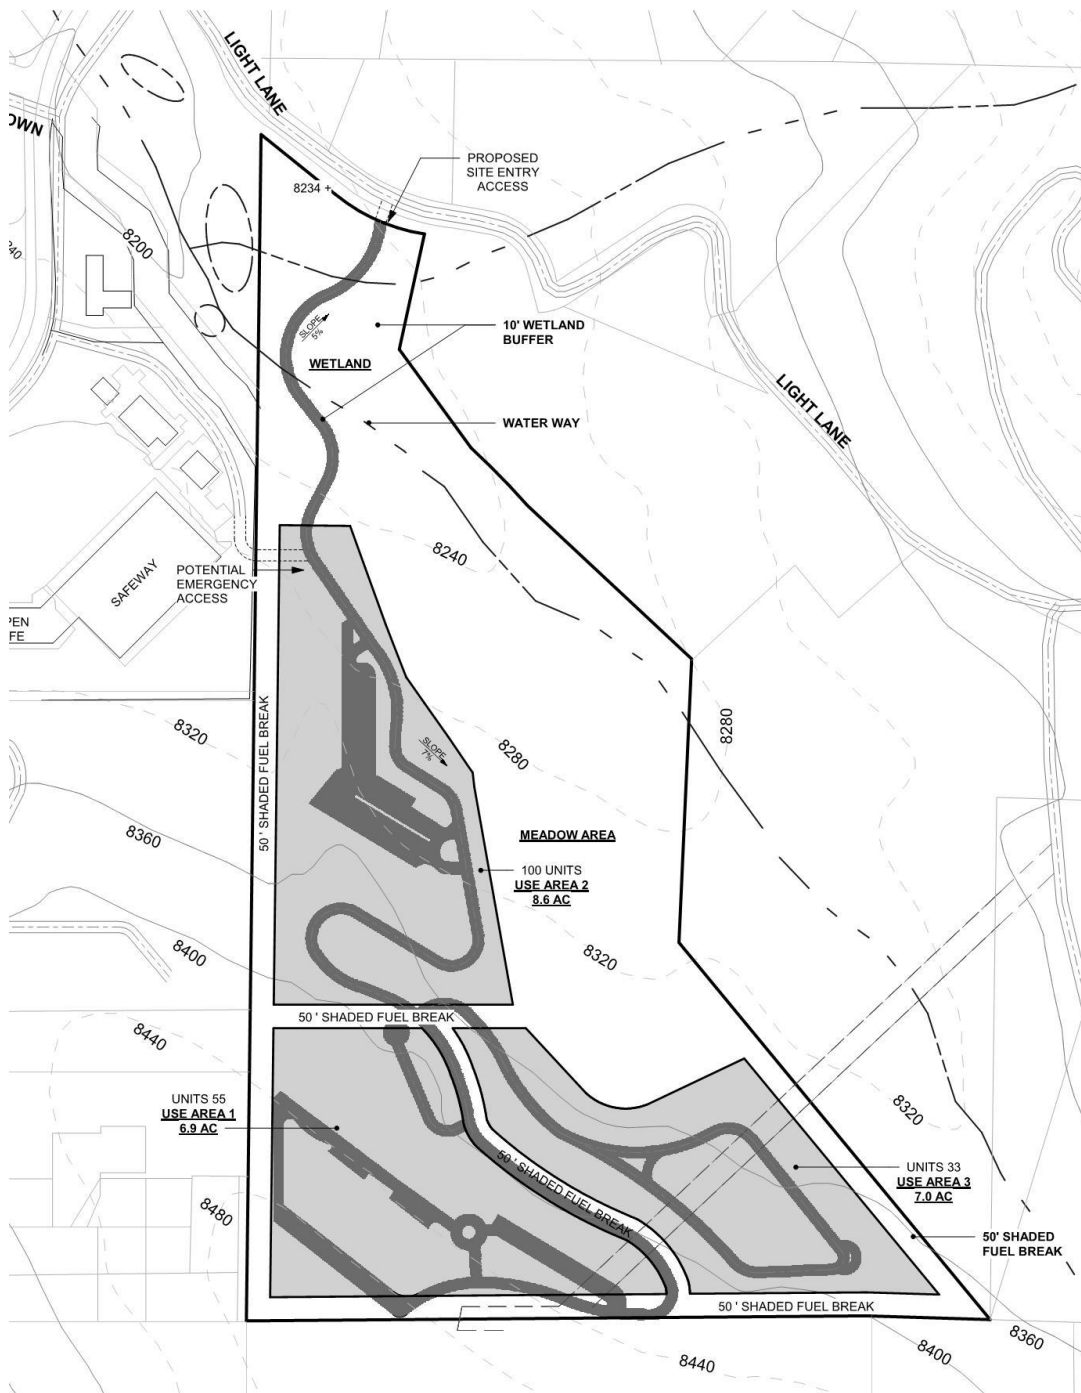 LIGHT LANE
OWN
PROPOSED
SITE ENTRY
ACCESS
8234 +
8200
SLOPE
5%
10' WETLAND
BUFFER
WETLAND
LIGHT LANE
WATER WAY
8240
SAFEWAY
POTENTIAL
EMERGENCY
ACCESS
PEN
FE
8320
50 ' SHADED FUEL BREAK
SLOPE
7%
8280
8280
8360
MEADOW AREA
100 UNITS
USE AREA 2
8.6 AC
8400
8320
50 ' SHADED FUEL BREAK
8440
UNITS 55
USE AREA 1
6.9 AC
8320
50 ' SHADED FUEL BREAK
UNITS 33
USE AREA 3
7.0 AC
8480
50' SHADED
FUEL BREAK
50 ' SHADED FUEL BREAK
8360
8400
8440